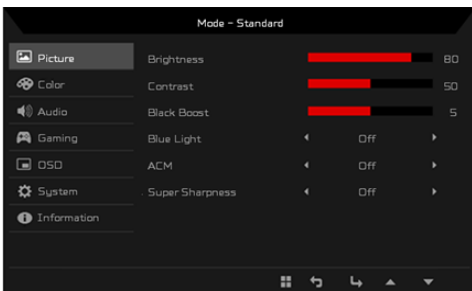 Mode - Standard
Picture
Brightness 80
Color
Contrast 50
Audio
Black Boost 5
Gaming
Blue Light Off
OSD
ACM Off
System
Super Sharpness Off
Information